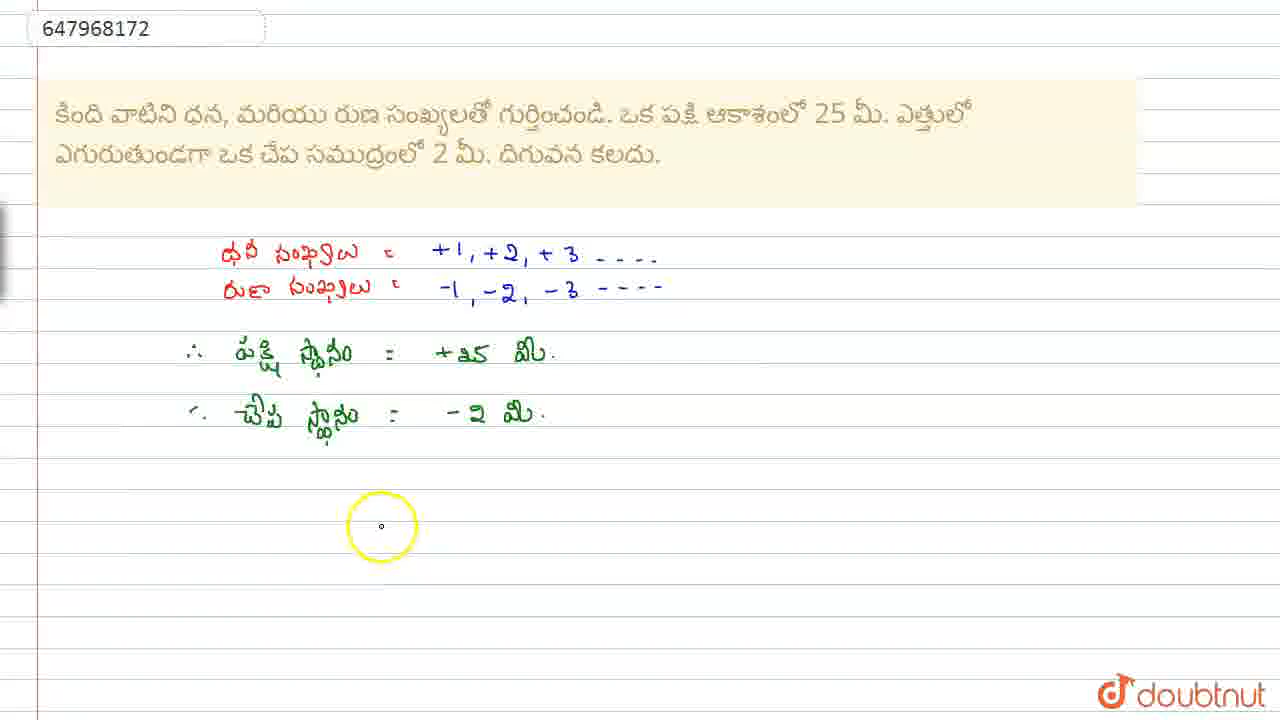 647968172
కింది వాటిని ధన, మరియు రుణ సంఖ్యలతో గుర్తించండి. ఒక పక్షి ఆకాశంలో 25 మీ. ఎత్తులో
ఎగురుతుండగా ఒక చేప సముద్రంలో 2 మీ. దిగువన కలదు.
ధన సంఖ్యలు = +1, +2, +3 ----
రుణ సంఖ్యలు = -1, -2, -3 ----
∴ పక్షి స్థానం = +25 మీ.
∴ చేప స్థానం = -2 మీ.
doubtnut